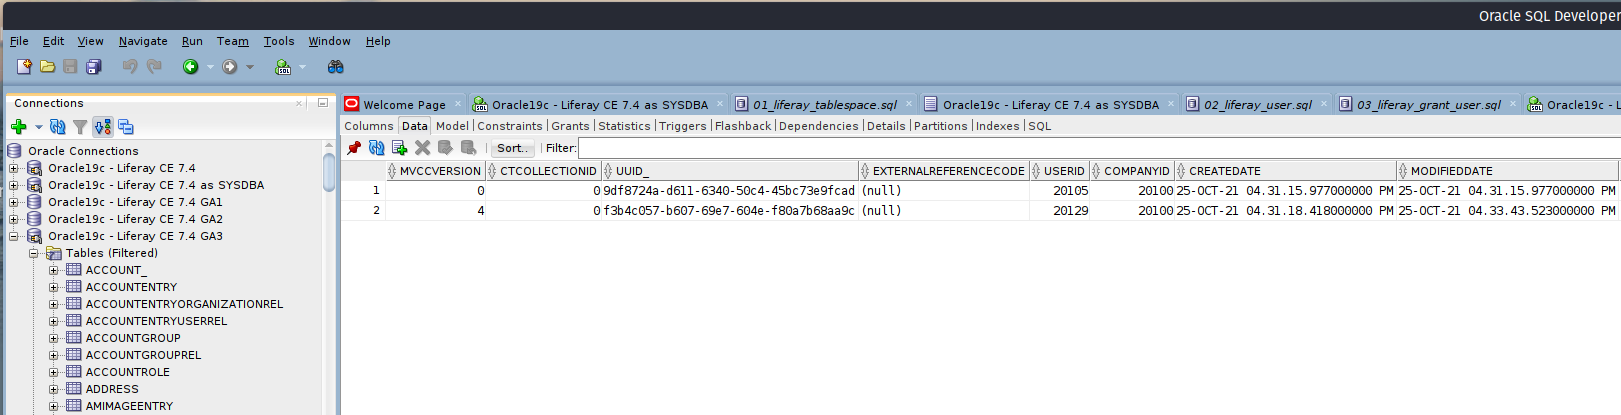 Oracle SQL Developer
File Edit View Navigate Run Team Tools Window Help
Connections
Welcome Page
Oracle19c - Liferay CE 7.4 as SYSDBA
01_liferay_tablespace.sql
Oracle19c - Liferay CE 7.4 as SYSDBA
02_liferay_user.sql
03_liferay_grant_user.sql
Oracle19c - L
Columns Data Model Constraints Grants Statistics Triggers Flashback Dependencies Details Partitions Indexes SQL
Sort.. Filter:
MVCCVERSION CTCOLLECTIONID UUID_ EXTERNALREFERENCECODE USERID COMPANYID CREATEDATE MODIFIEDDATE
1 0 0 9df8724a-d611-6340-50c4-45bc73e9fcad (null) 20105 20100 25-OCT-21 04.31.15.977000000 PM 25-OCT-21 04.31.15.977000000 PM
2 4 0 f3b4c057-b607-69e7-604e-f80a7b68aa9c (null) 20129 20100 25-OCT-21 04.31.18.418000000 PM 25-OCT-21 04.33.43.523000000 PM
Oracle Connections
Oracle19c - Liferay CE 7.4
Oracle19c - Liferay CE 7.4 as SYSDBA
Oracle19c - Liferay CE 7.4 GA1
Oracle19c - Liferay CE 7.4 GA2
Oracle19c - Liferay CE 7.4 GA3
Tables (Filtered)
ACCOUNT_
ACCOUNTENTRY
ACCOUNTENTRYORGANIZATIONREL
ACCOUNTENTRYUSERREL
ACCOUNTGROUP
ACCOUNTGROUPREL
ACCOUNTROLE
ADDRESS
AMIMAGEENTRY